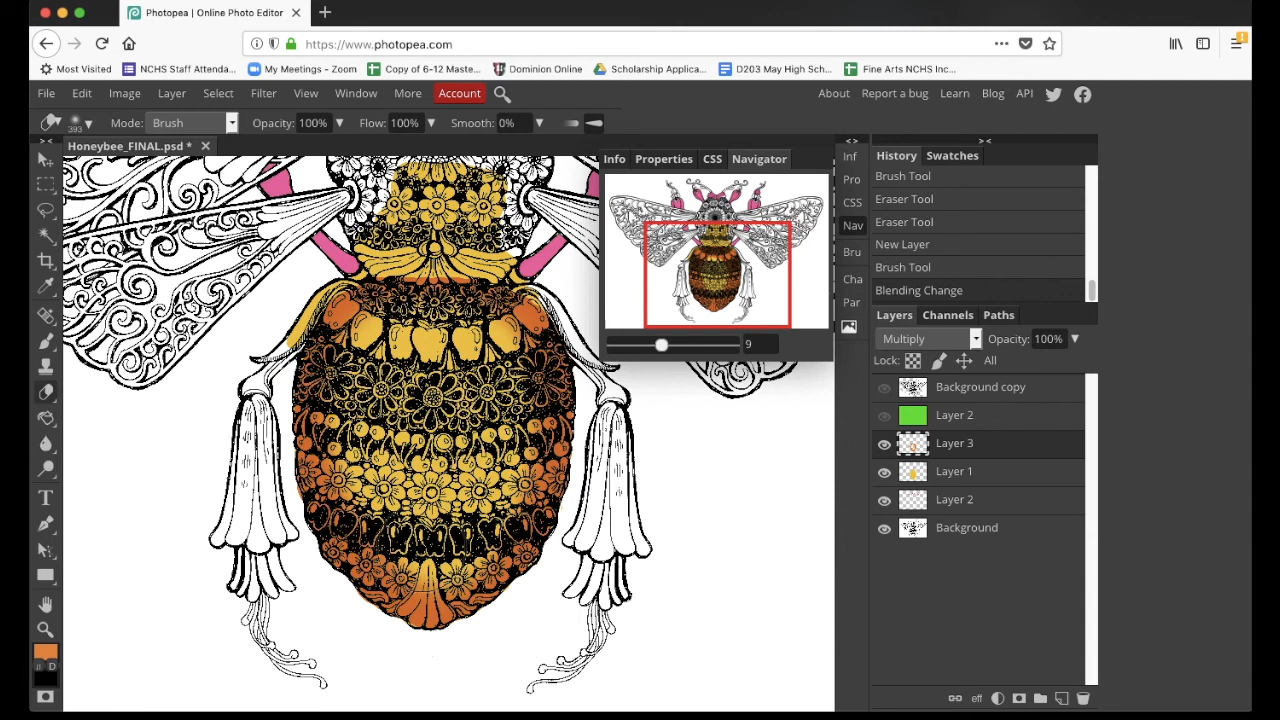 Photopea | Online Photo Editor
https://www.photopea.com
Most Visited NCHS Staff Attenda... My Meetings - Zoom Copy of 6-12 Maste... Dominion Online Scholarship Applica... D203 May High Sch... Fine Arts NCHS Inc...
File Edit Image Layer Select Filter View Window More Account About Report a bug Learn Blog API
393 Mode: Brush Opacity: 100% Flow: 100% Smooth: 0%
Honeybee_FINAL.psd *
Info Properties CSS Navigator
9
Inf
Pro
CSS
Nav
Bru
Cha
Par
History Swatches
Brush Tool
Eraser Tool
Eraser Tool
New Layer
Brush Tool
Blending Change
Layers Channels Paths
Multiply Opacity: 100%
Lock: All
Background copy
Layer 2
Layer 3
Layer 1
Layer 2
Background
eff
T
D